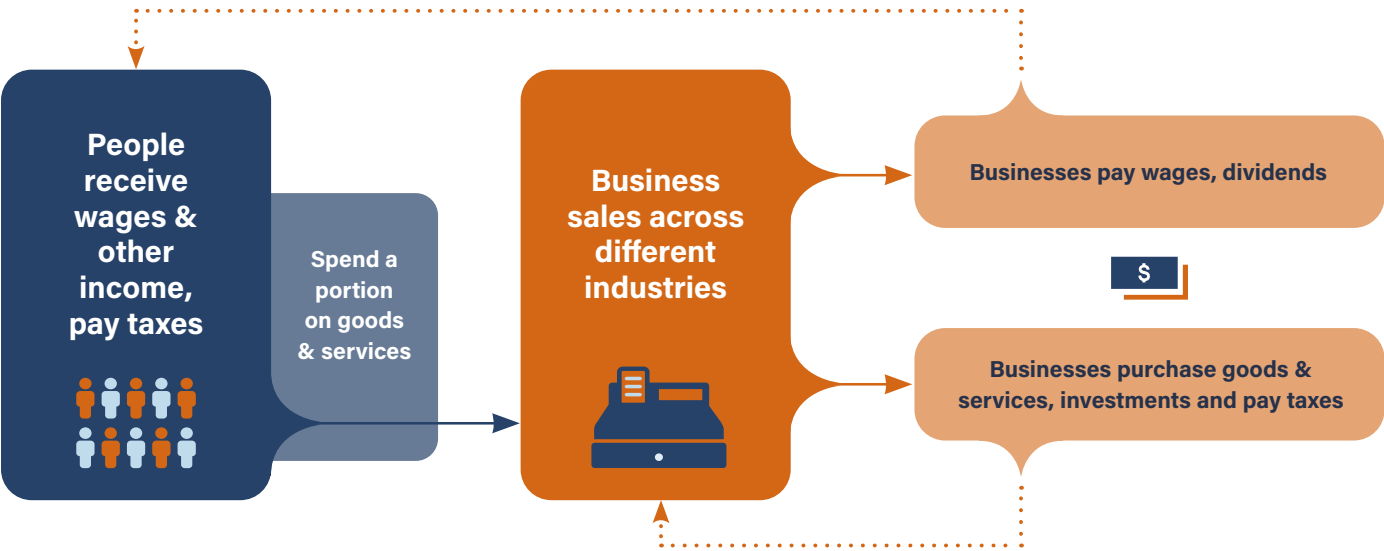 People
receive
wages &
other
income,
pay taxes
Spend a
portion
on goods
& services
Business
sales across
different
industries
Businesses pay wages, dividends
$
Businesses purchase goods &
services, investments and pay taxes